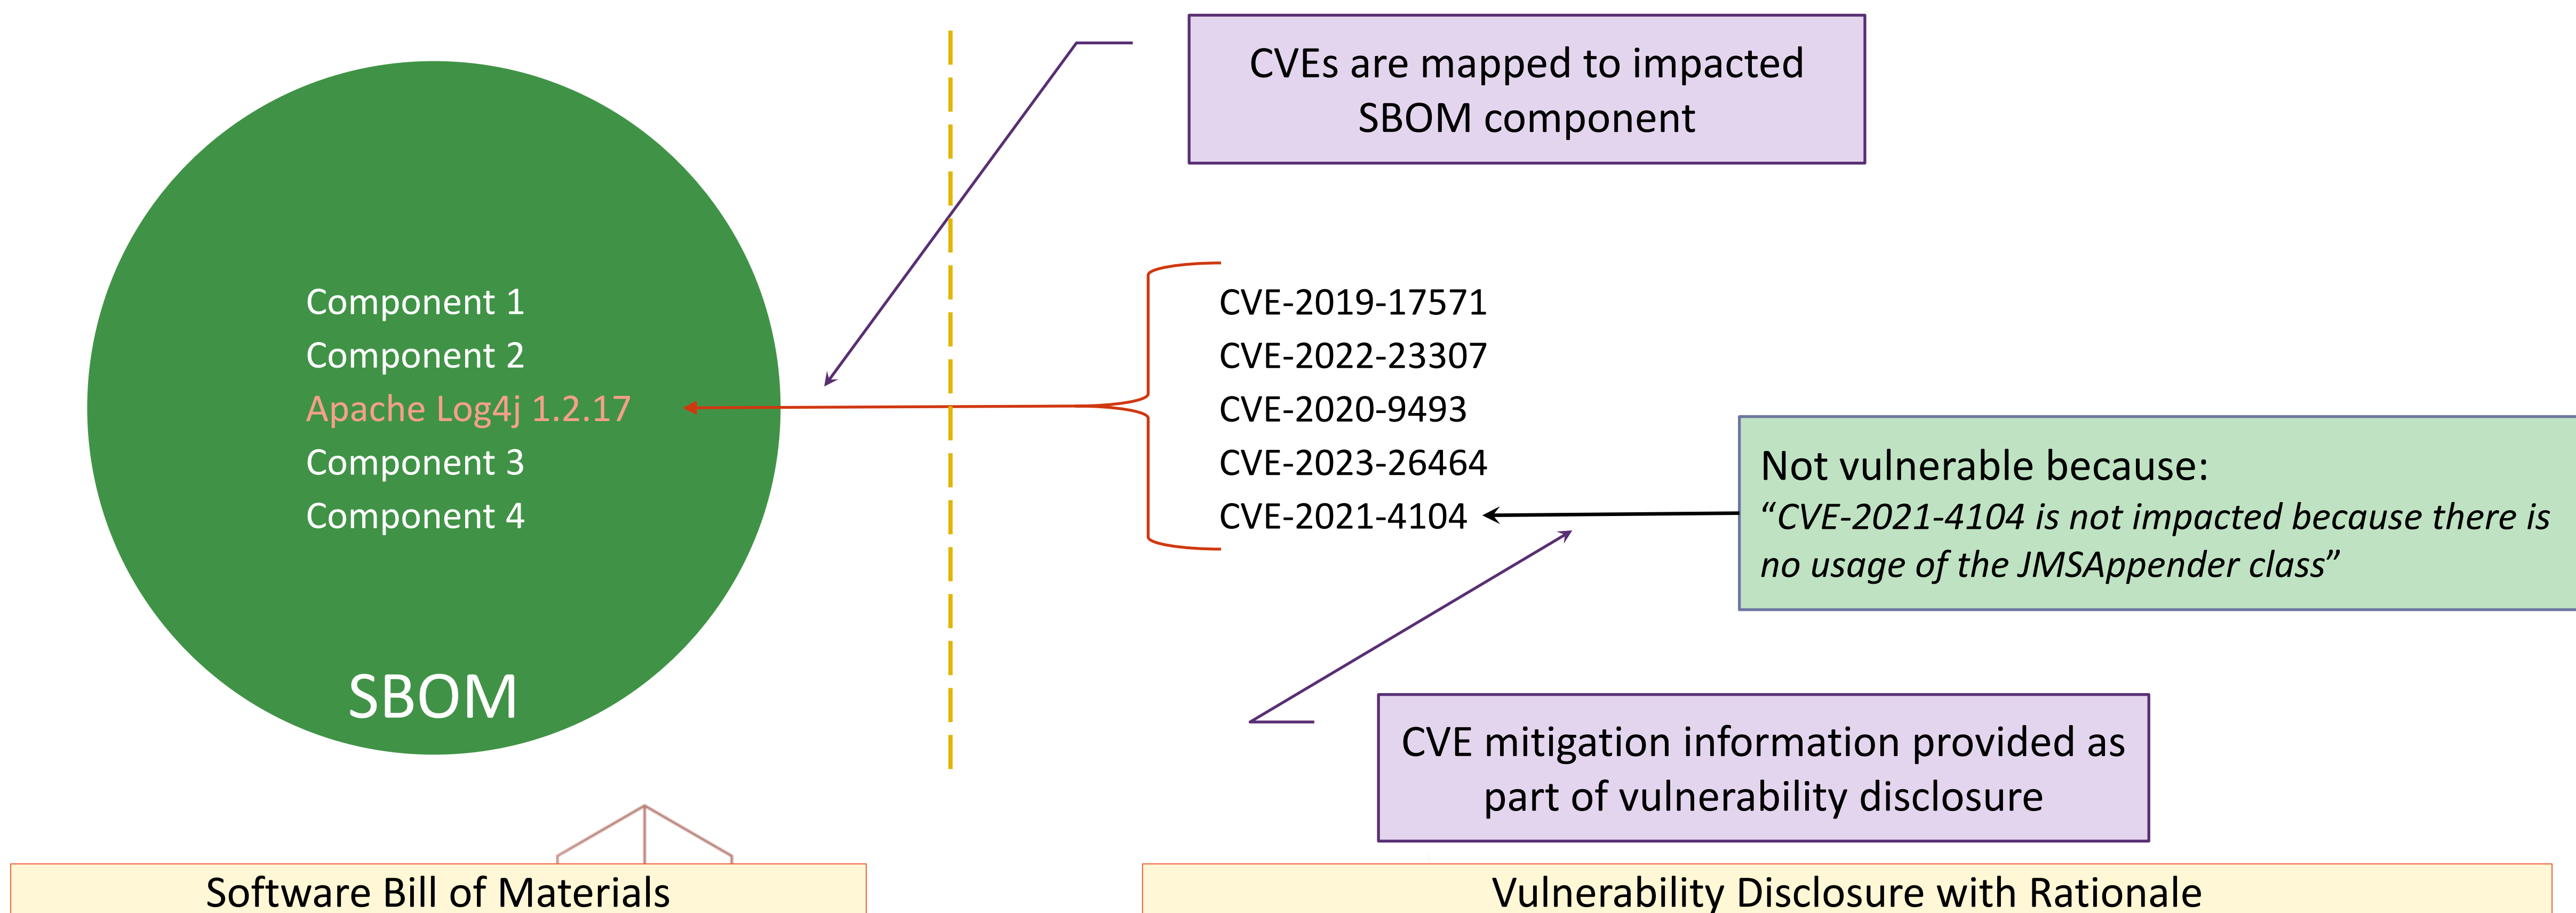 CVEs are mapped to impacted
SBOM component
Component 1
Component 2
Apache Log4j 1.2.17
Component 3
Component 4
SBOM
CVE-2019-17571
CVE-2022-23307
CVE-2020-9493
CVE-2023-26464
CVE-2021-4104
Not vulnerable because:
“CVE-2021-4104 is not impacted because there is
no usage of the JMSAppender class”
CVE mitigation information provided as
part of vulnerability disclosure
Software Bill of Materials
Vulnerability Disclosure with Rationale